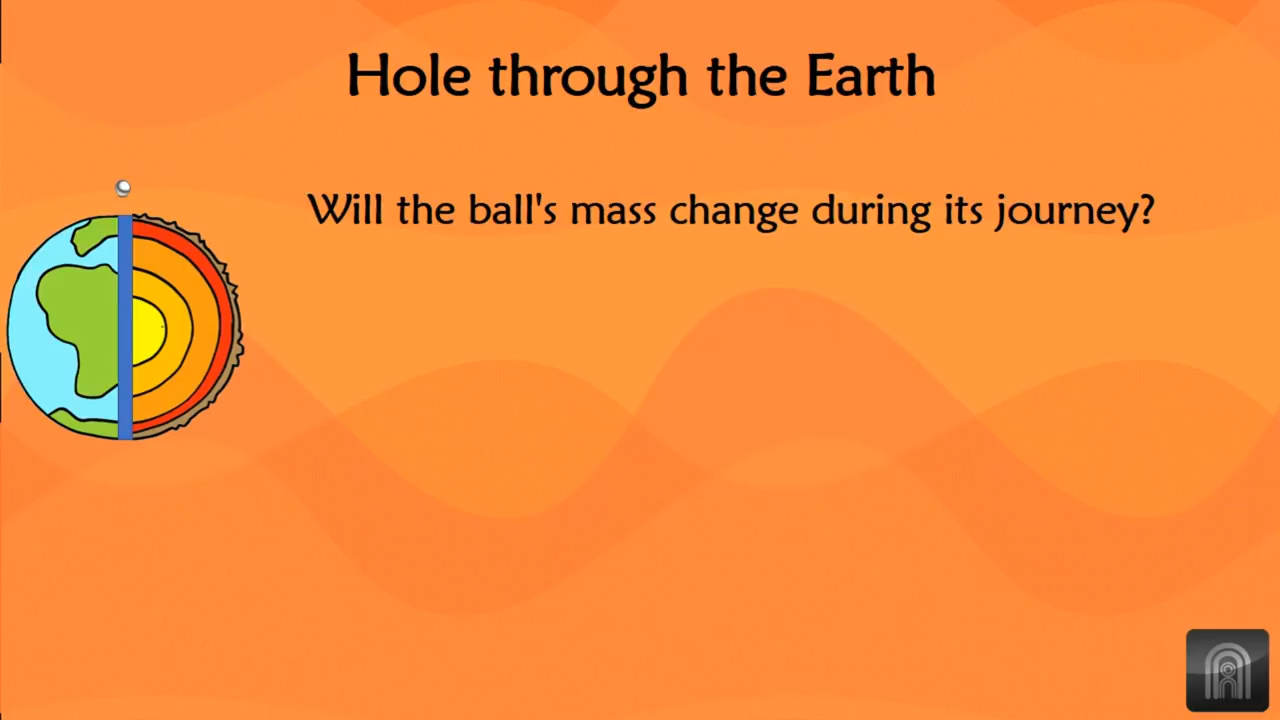 Hole through the Earth
Will the ball's mass change during its journey?